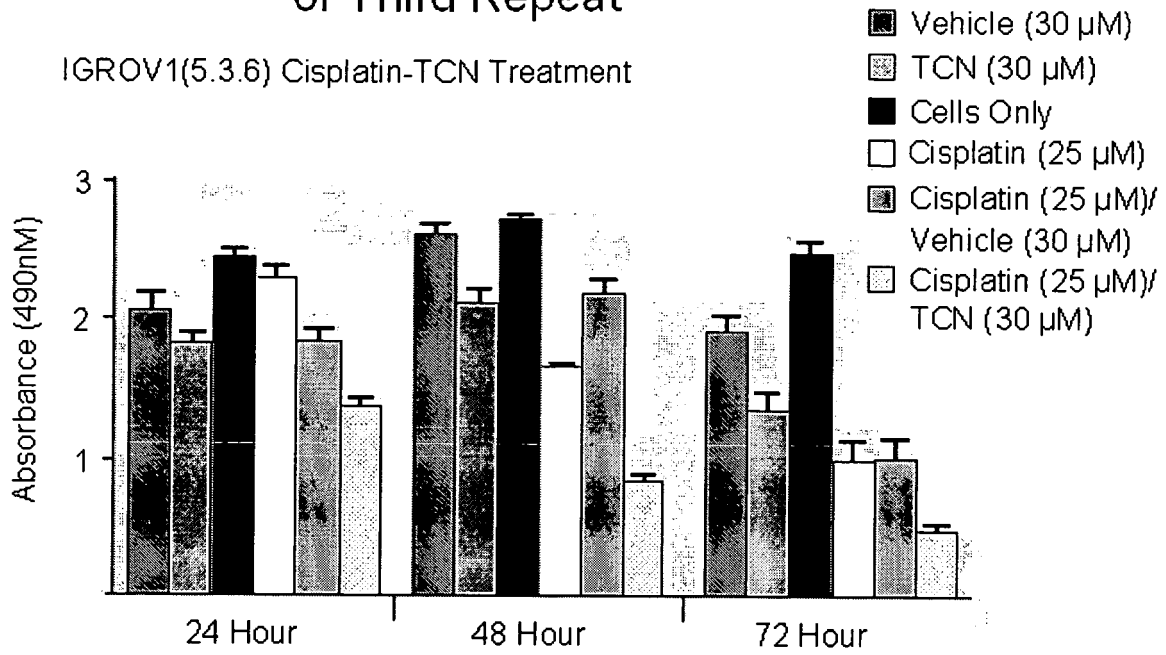 of Third Repeat
IGROV1(5.3.6) Cisplatin-TCN Treatment
Vehicle (30 µM)
TCN (30 µM)
Cells Only
Cisplatin (25 µM)
Cisplatin (25 µM)/
Vehicle (30 µM)
Cisplatin (25 µM)/
TCN (30 µM)
Absorbance (490nM)
3
2
1
24 Hour
48 Hour
72 Hour